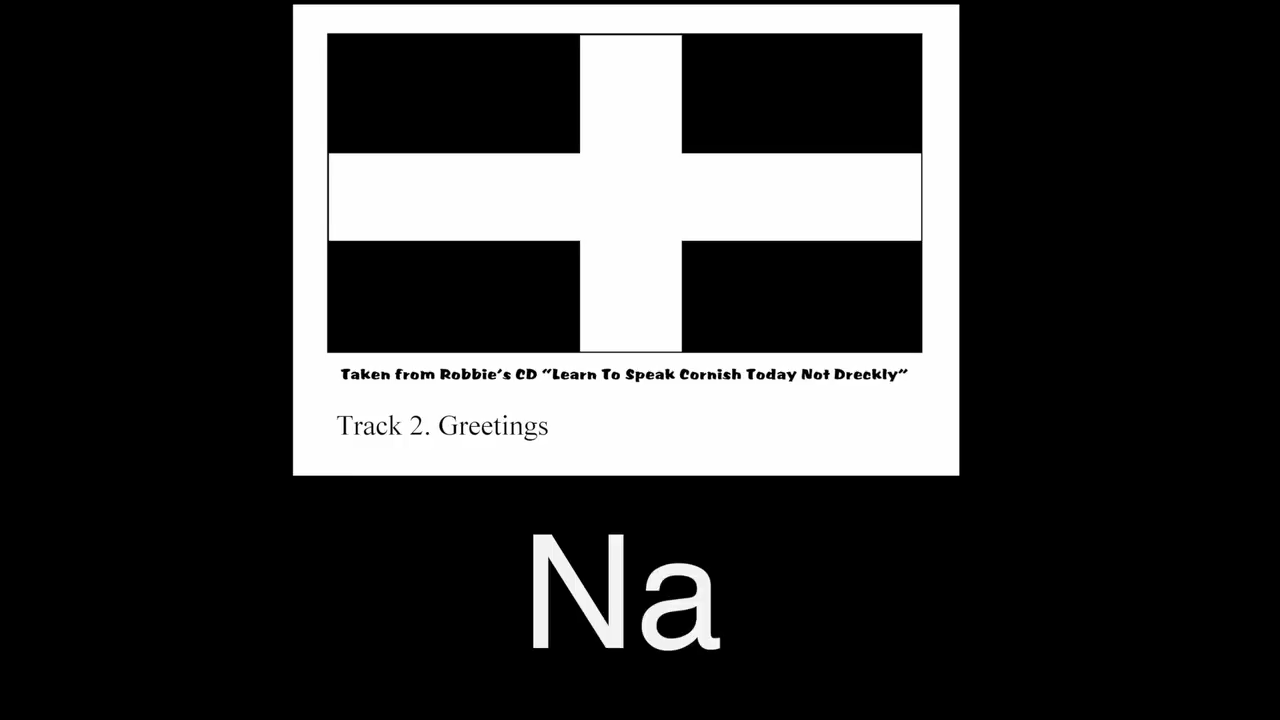 Taken from Robbie's CD "Learn To Speak Cornish Today Not Dreckly"
Track 2. Greetings
Na